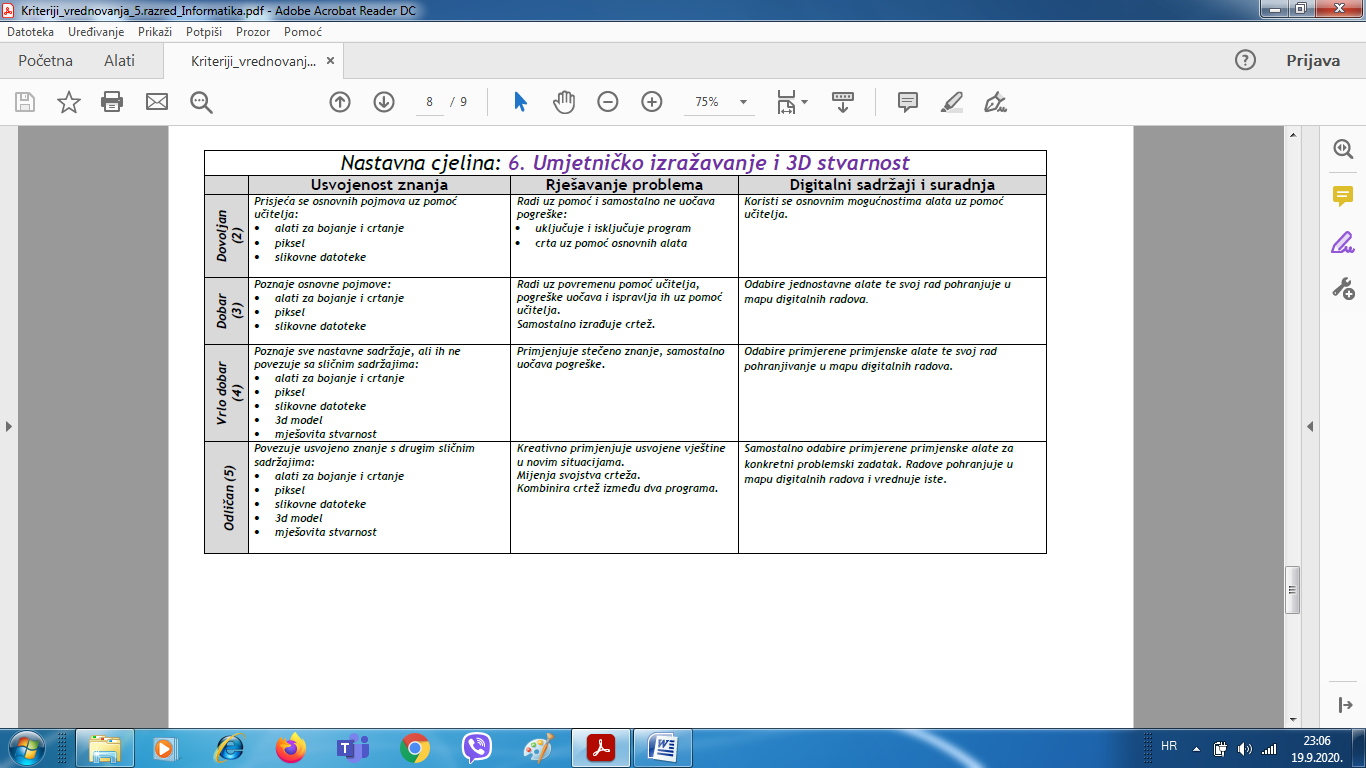 Kriteriji_vrednovanja_5.razred_Informatika.pdf - Adobe Acrobat Reader DC
Datoteka Uređivanje Prikaži Potpiši Prozor Pomoć
Početna Alati Kriteriji_vrednovanj... × Prijava
8 / 9 75%
Nastavna cjelina: 6. Umjetničko izražavanje i 3D stvarnost
Usvojenost znanja Rješavanje problema Digitalni sadržaji i suradnja
Dovoljan
(2)
Prisjeća se osnovnih pojmova uz pomoć
učitelja:
• alati za bojanje i crtanje
• piksel
• slikovne datoteke
Radi uz pomoć i samostalno ne uočava
pogreške:
• uključuje i isključuje program
• crta uz pomoć osnovnih alata
Koristi se osnovnim mogućnostima alata uz pomoć
učitelja.
Dobar
(3)
Poznaje osnovne pojmove:
• alati za bojanje i crtanje
• piksel
• slikovne datoteke
Radi uz povremenu pomoć učitelja,
pogreške uočava i ispravlja ih uz pomoć
učitelja.
Samostalno izrađuje crtež.
Odabire jednostavne alate te svoj rad pohranjuje u
mapu digitalnih radova.
Vrlo dobar
(4)
Poznaje sve nastavne sadržaje, ali ih ne
povezuje sa sličnim sadržajima:
• alati za bojanje i crtanje
• piksel
• slikovne datoteke
• 3d model
• mješovita stvarnost
Primjenjuje stečeno znanje, samostalno
uočava pogreške.
Odabire primjerene primjenske alate te svoj rad
pohranjivanje u mapu digitalnih radova.
Odličan (5)
Povezuje usvojeno znanje s drugim sličnim
sadržajima:
• alati za bojanje i crtanje
• piksel
• slikovne datoteke
• 3d model
• mješovita stvarnost
Kreativno primjenjuje usvojene vještine
u novim situacijama.
Mijenja svojstva crteža.
Kombinira crtež između dva programa.
Samostalno odabire primjerene primjenske alate za
konkretni problemski zadatak. Radove pohranjuje u
mapu digitalnih radova i vrednuje iste.
HR 23:06
19.9.2020.